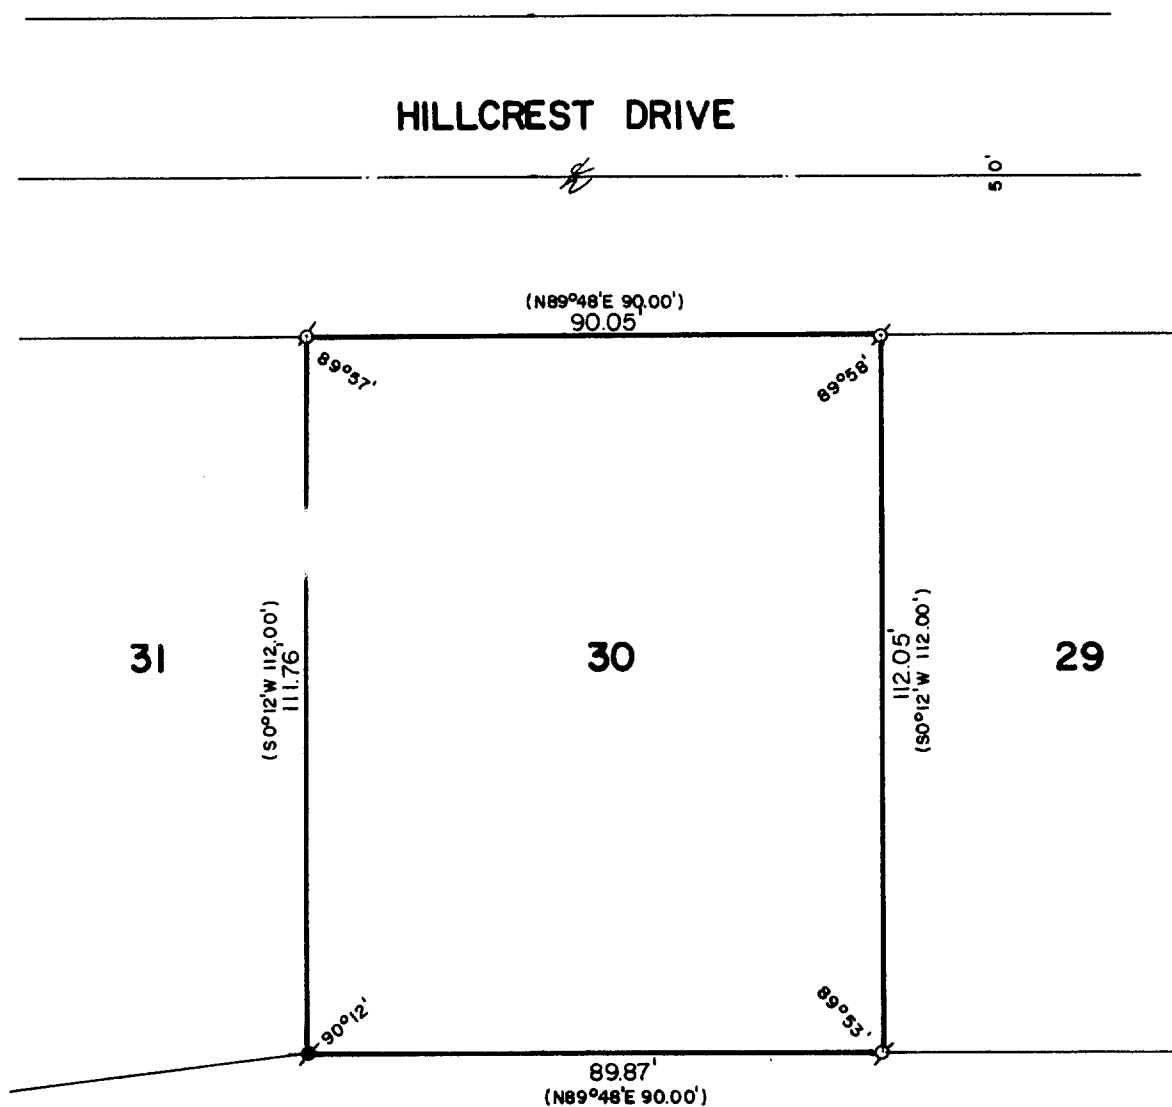 HILLCREST DRIVE
50'
(N89°48'E 90.00')
90.05'
89°57'
89°58'
(S0°12'W 112.00')
111.76'
31
30
112.05'
(S0°12'W 112.00')
29
90°12'
89°53'
89.87'
(N89°48'E 90.00')